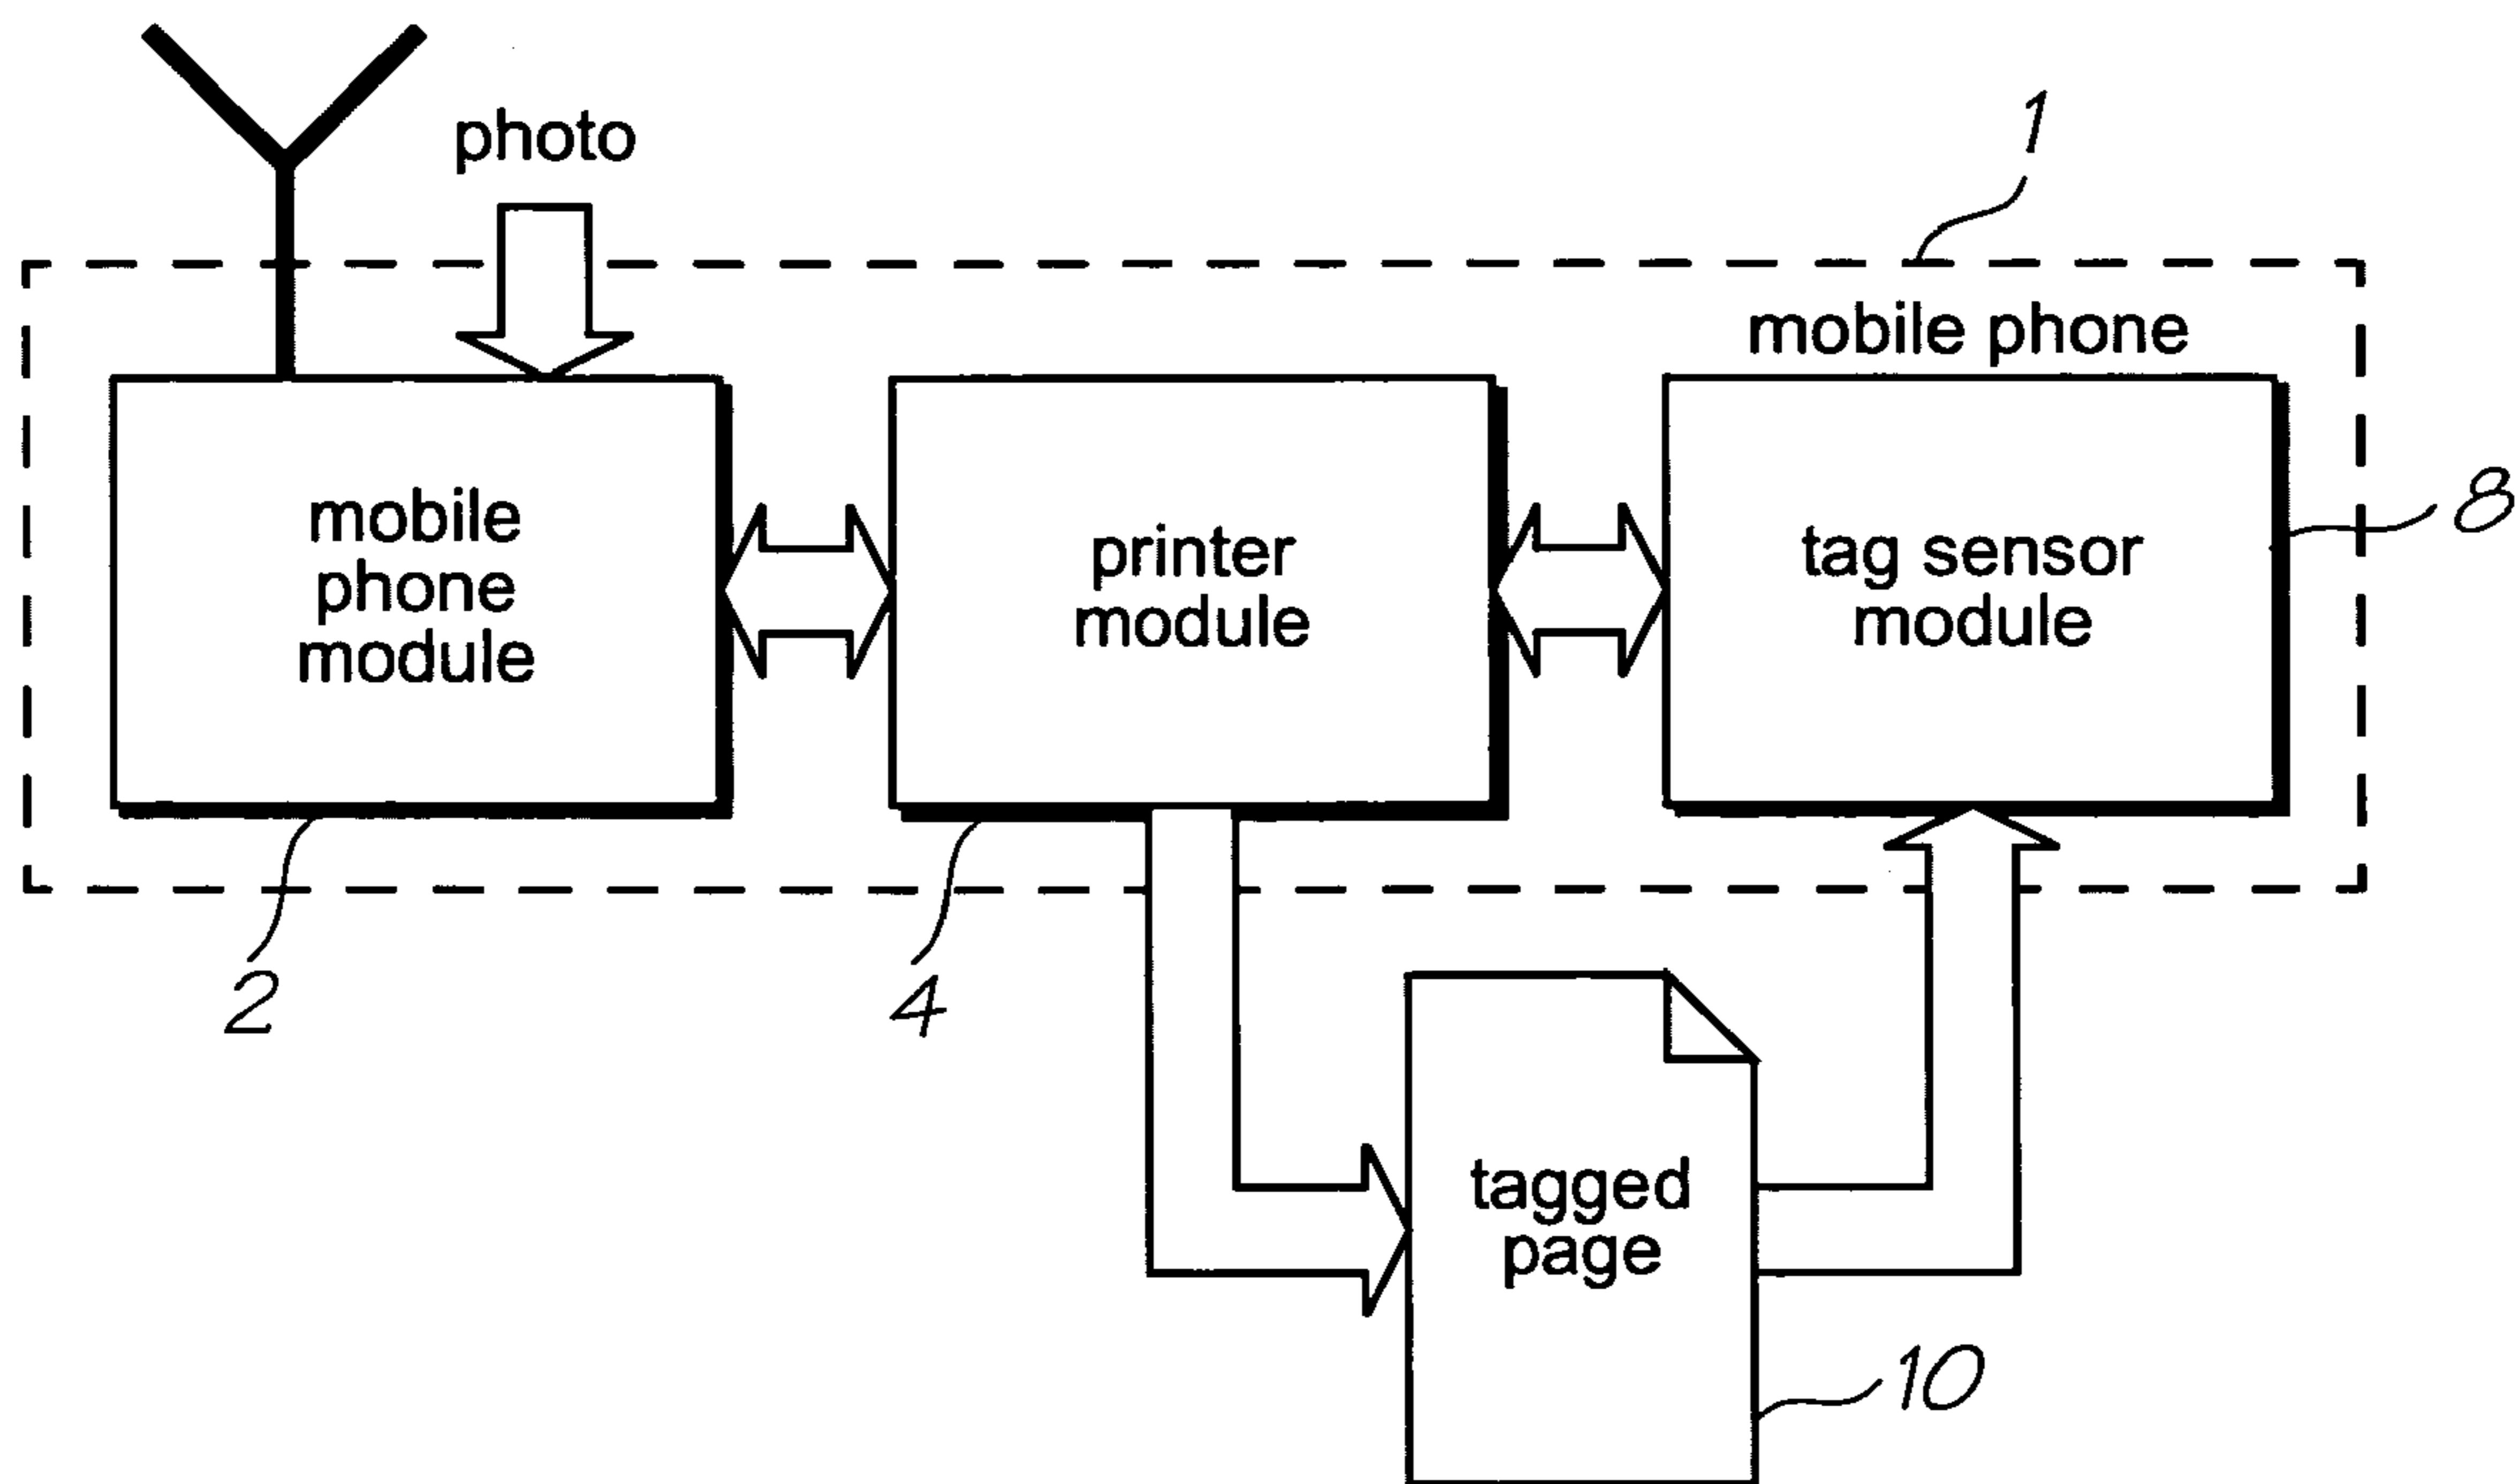 photo
1
mobile phone
mobile
phone
module
printer
module
tag sensor
module
8
2
4
tagged
page
10